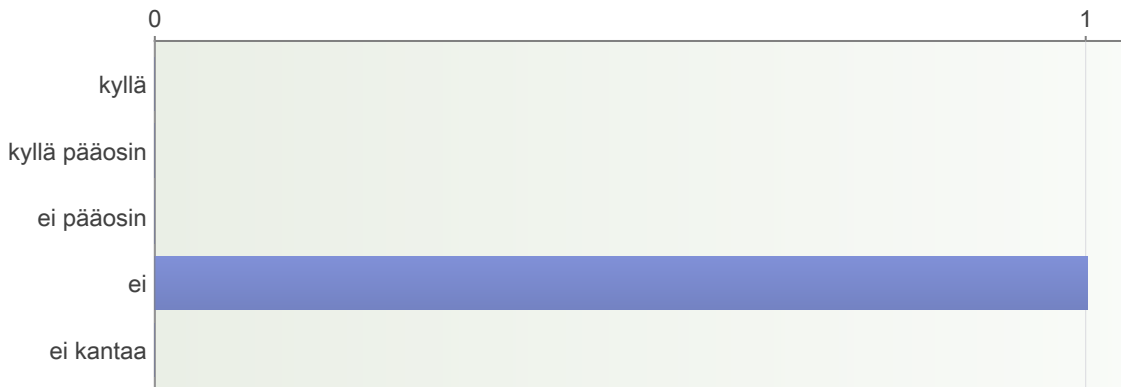 0 1
kyllä
kyllä pääosin
ei pääosin
ei
ei kantaa